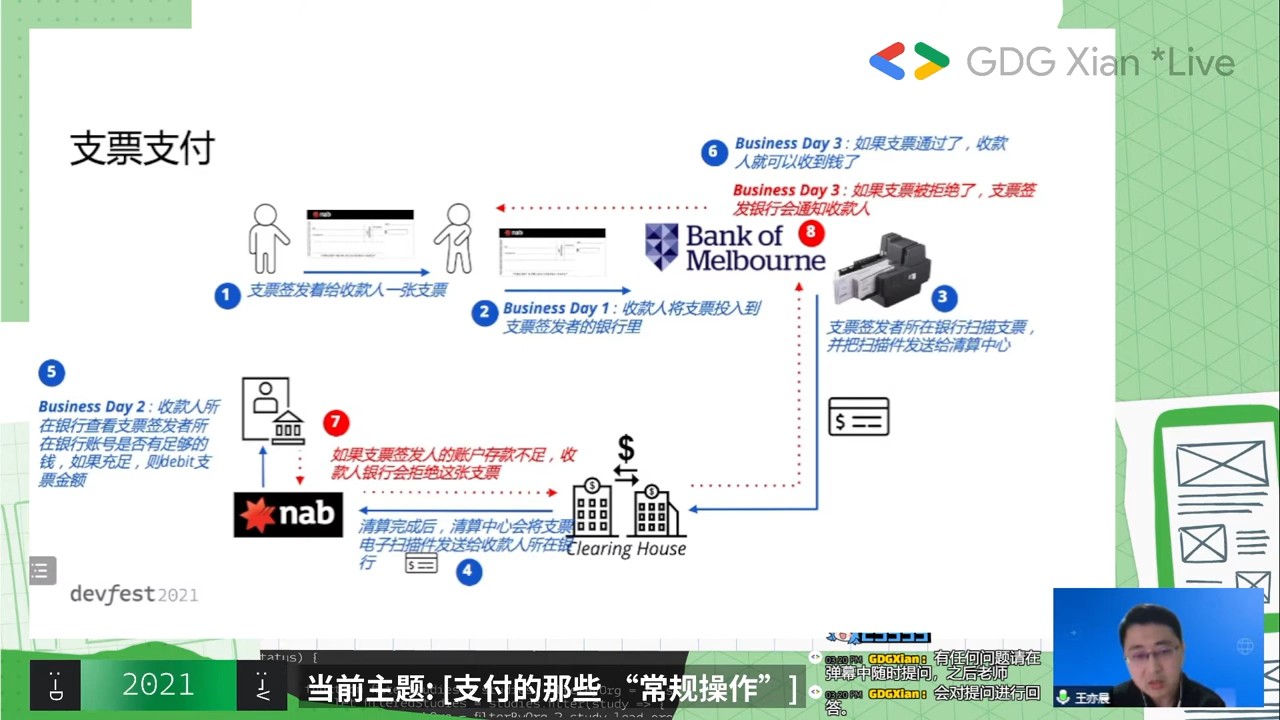 GDG Xian *Live
支票支付
6
Business Day 3 : 如果支票通过了，收款
人就可以收到钱了
Business Day 3 : 如果支票被拒绝了，支票签
发银行会通知收款人
nab
nab
Bank of
Melbourne
8
1
支票签发着给收款人一张支票
2
Business Day 1 : 收款人将支票投入到
支票签发者的银行里
3
支票签发者所在银行扫描支票，
并把扫描件发送给清算中心
5
Business Day 2 : 收款人所
在银行查看支票签发者所
在银行账号是否有足够的
钱，如果充足，则debit支
票金额
7
如果支票签发人的账户存款不足，收
款人银行会拒绝这张支票
$
$
$
$
nab
清算完成后，清算中心会将支票
电子扫描件发送给收款人所在银
行
$
4
Clearing House
devfest2021
2021
tatus) {
当前主题: [支付的那些 “常规操作” ]
03:20 PM GDGXian： 有任何问题请在
弹幕中随时提问，之后老师
03:20 PM GDGXian： 会对提问进行回
答。
王亦晨